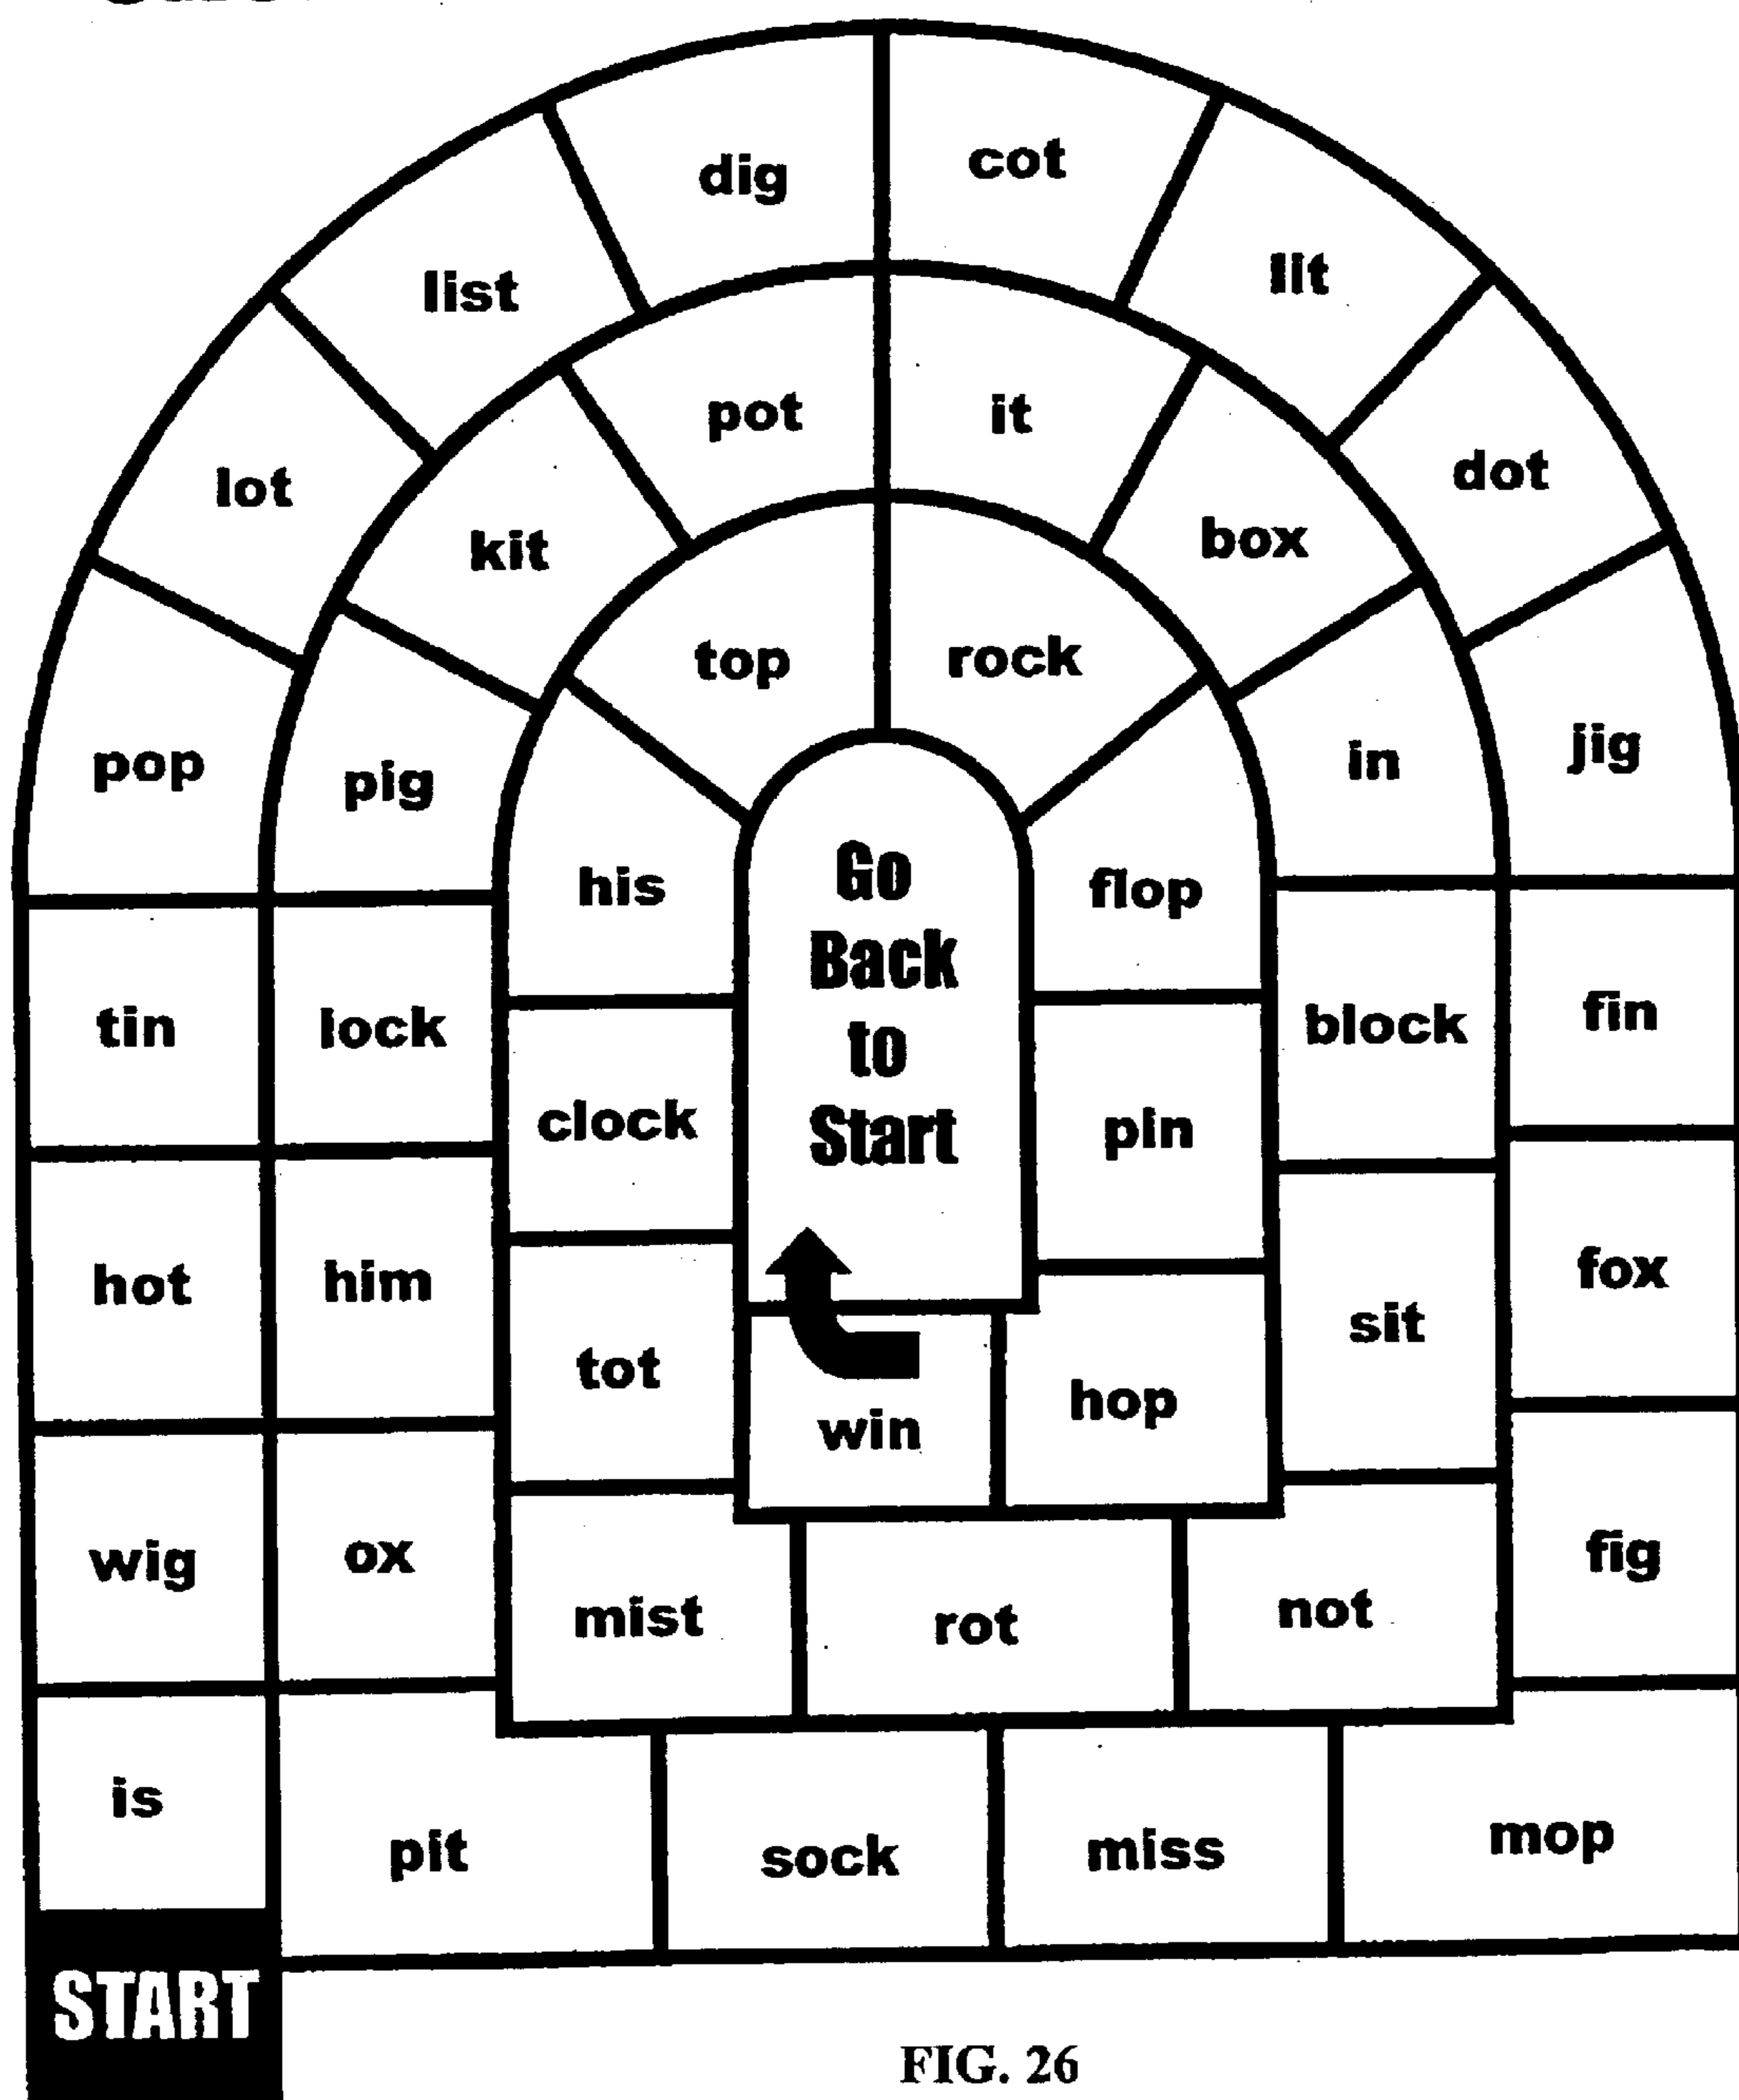 dig
cot
list
lit
lot
pot
it
dot
kit
box
top
rock
pop
pig
in
jig
his
Go
Back
to
Start
flop
tin
lock
block
fin
clock
pin
hot
him
tot
sit
fox
win
hop
wig
ox
mist
rot
not
fig
is
pit
sock
miss
mop
START
FIG. 26